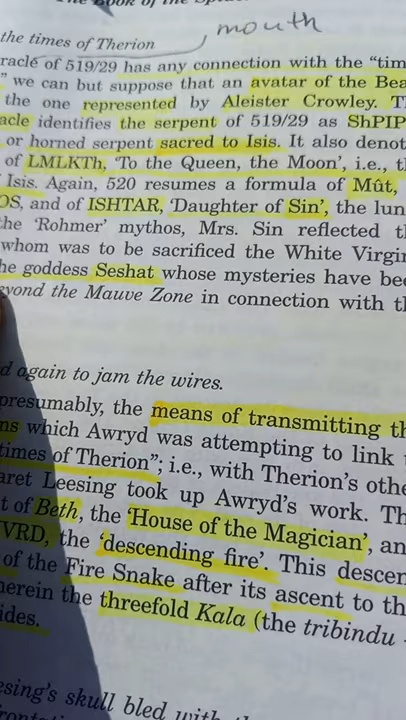 mouth
the times of Therion
racle of 519/29 has any connection with the "tim
" we can but suppose that an avatar of the Bea
the one represented by Aleister Crowley. T
acle identifies the serpent of 519/29 as ShPIP
or horned serpent sacred to Isis. It also denot
of LMLKTh, 'To the Queen, the Moon', i.e., t
Isis. Again, 520 resumes a formula of Mût,
OS, and of ISHTAR, 'Daughter of Sin', the lun
the 'Rohmer' mythos, Mrs. Sin reflected t
whom was to be sacrificed the White Virgin
he goddess Seshat whose mysteries have bee
eyond the Mauve Zone in connection with t
d again to jam the wires.
presumably, the means of transmitting th
ns which Awryd was attempting to link
times of Therion"; i.e., with Therion's othe
aret Leesing took up Awryd's work. Th
t of Beth, the 'House of the Magician', an
VRD, the 'descending fire'. This descen
of the Fire Snake after its ascent to th
herein the threefold Kala (the tribindu
ides.
esing's skull bled with